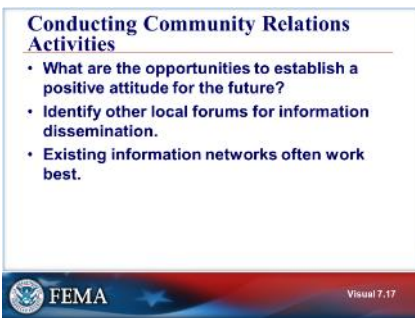 Conducting Community Relations
Activities
• What are the opportunities to establish a
positive attitude for the future?
• Identify other local forums for information
dissemination.
• Existing information networks often work
best.
FEMA
Visual 7.17